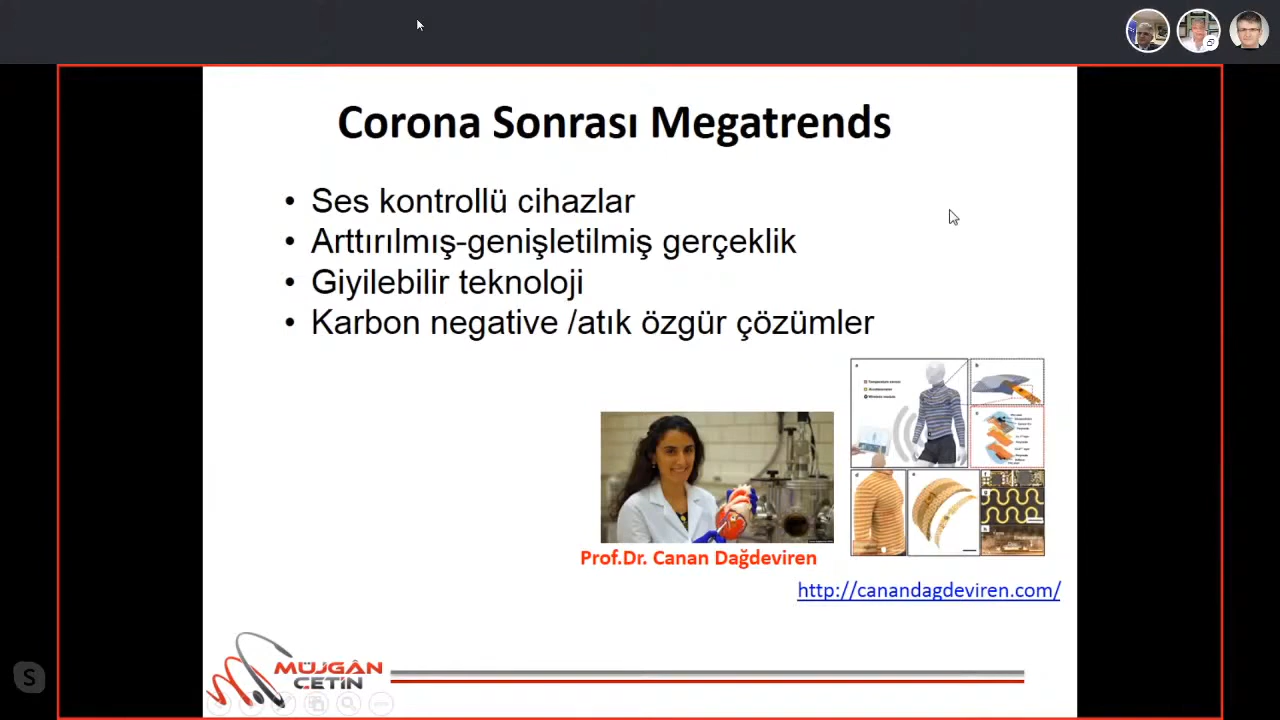 Corona Sonrası Megatrends
• Ses kontrollü cihazlar
• Arttırılmış-genişletilmiş gerçeklik
• Giyilebilir teknoloji
• Karbon negative /atık özgür çözümler
Prof.Dr. Canan Dağdeviren
http://canandagdeviren.com/
MÜJGÂN
ÇETİN
S